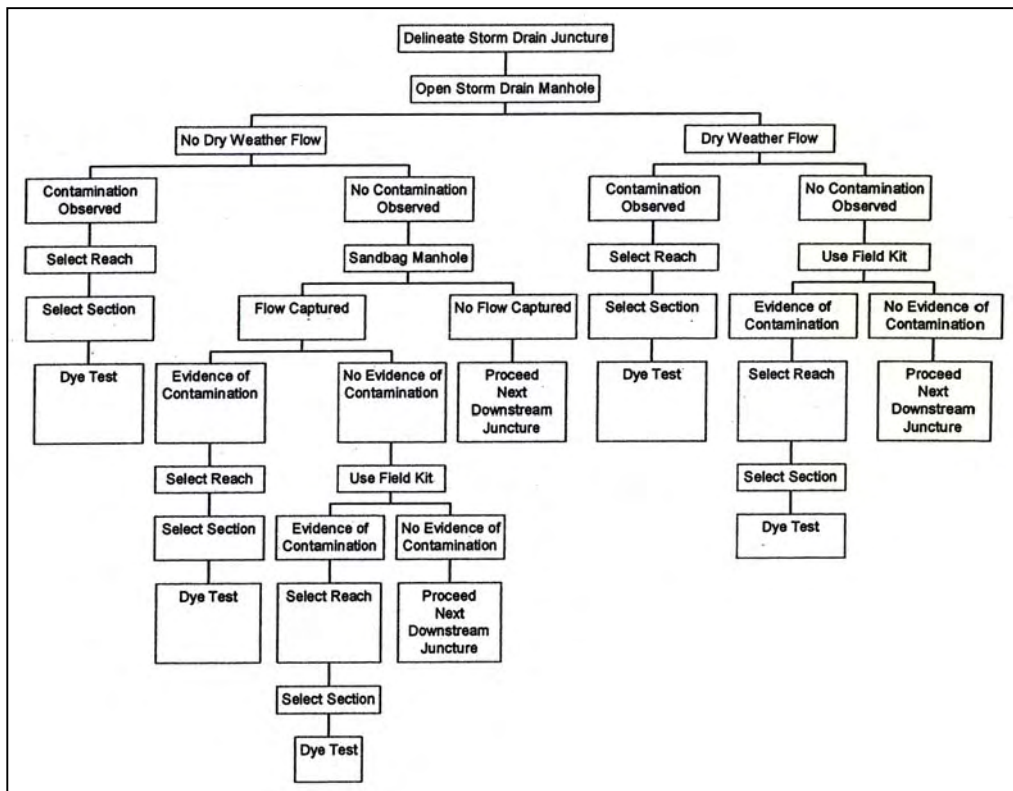 Delineate Storm Drain Juncture
Open Storm Drain Manhole
No Dry Weather Flow
Dry Weather Flow
Contamination
Observed
No Contamination
Observed
Contamination
Observed
No Contamination
Observed
Select Reach
Sandbag Manhole
Select Reach
Use Field Kit
Select Section
Flow Captured
No Flow Captured
Select Section
Evidence of
Contamination
No Evidence of
Contamination
Dye Test
Evidence of
Contamination
No Evidence of
Contamination
Proceed
Next
Downstream
Juncture
Dye Test
Select Reach
Proceed
Next
Downstream
Juncture
Select Reach
Use Field Kit
Select Section
Select Section
Evidence of
Contamination
No Evidence of
Contamination
Dye Test
Dye Test
Select Reach
Proceed
Next
Downstream
Juncture
Select Section
Dye Test